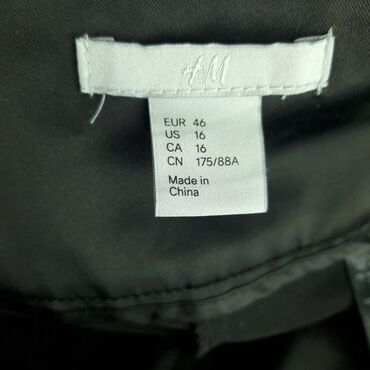 H&M
EUR 46
US 16
CA 16
CN 175/88A
Made in
China